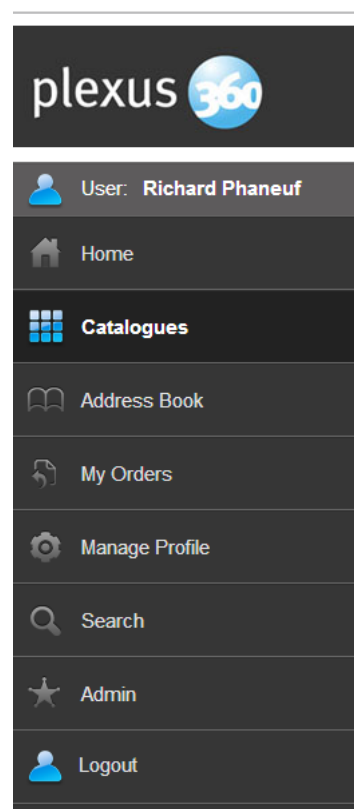 plexus 360
User: Richard Phaneuf
Home
Catalogues
Address Book
My Orders
Manage Profile
Search
Admin
Logout